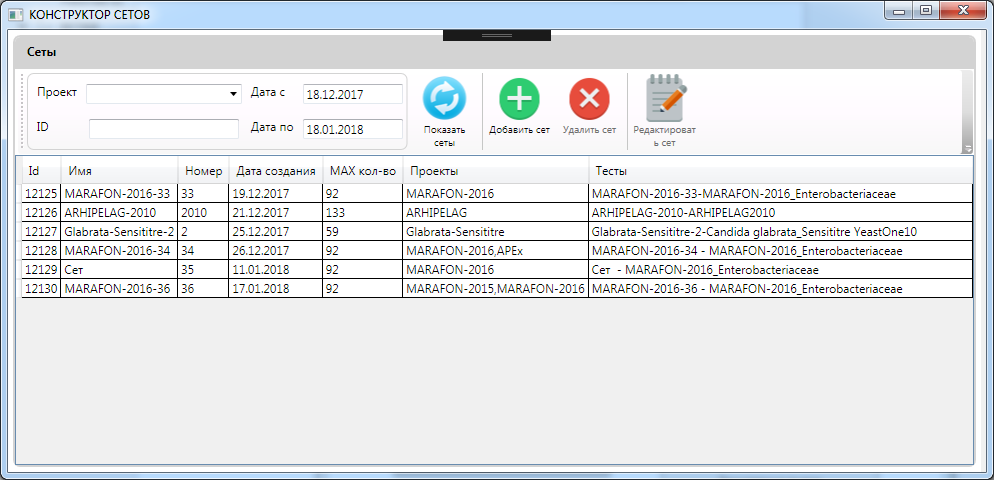 КОНСТРУКТОР СЕТОВ
Сеты
Проект Дата с 18.12.2017
ID Дата по 18.01.2018
Показать
сеты
Добавить сет
Удалить сет
Редактироват
ь сет
Id Имя Номер Дата создания MAX кол-во Проекты Тесты
12125 MARAFON-2016-33 33 19.12.2017 92 MARAFON-2016 MARAFON-2016-33-MARAFON-2016_Enterobacteriaceae
12126 ARHIPELAG-2010 2010 21.12.2017 133 ARHIPELAG ARHIPELAG-2010-ARHIPELAG2010
12127 Glabrata-Sensititre-2 2 25.12.2017 59 Glabrata-Sensititre Glabrata-Sensititre-2-Candida glabrata_Sensititre YeastOne10
12128 MARAFON-2016-34 34 26.12.2017 92 MARAFON-2016,APEx MARAFON-2016-34 - MARAFON-2016_Enterobacteriaceae
12129 Сет 35 11.01.2018 92 MARAFON-2016 Сет - MARAFON-2016_Enterobacteriaceae
12130 MARAFON-2016-36 36 17.01.2018 92 MARAFON-2015,MARAFON-2016 MARAFON-2016-36 - MARAFON-2016_Enterobacteriaceae